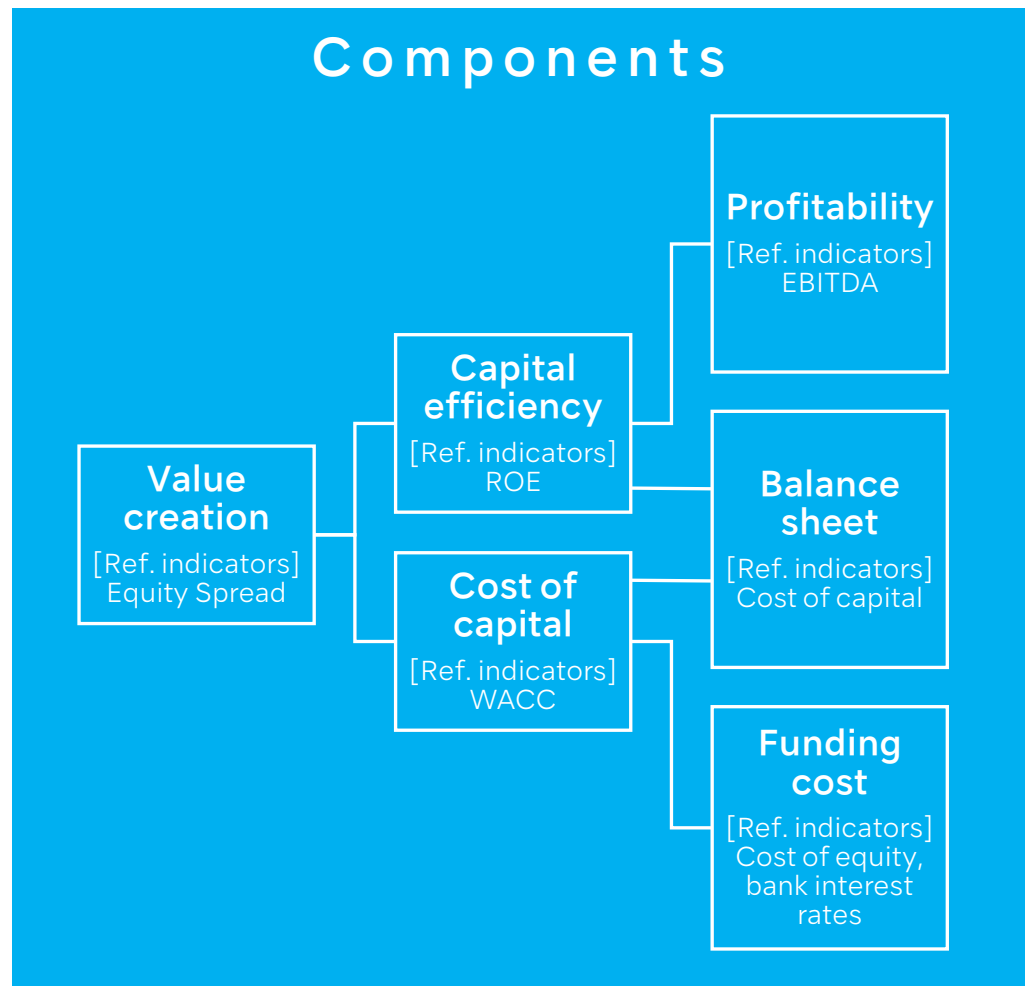 Components
Value
creation
[Ref. indicators]
Equity Spread
Capital
efficiency
[Ref. indicators]
ROE
Cost of
capital
[Ref. indicators]
WACC
Profitability
[Ref. indicators]
EBITDA
Balance
sheet
[Ref. indicators]
Cost of capital
Funding
cost
[Ref. indicators]
Cost of equity,
bank interest
rates